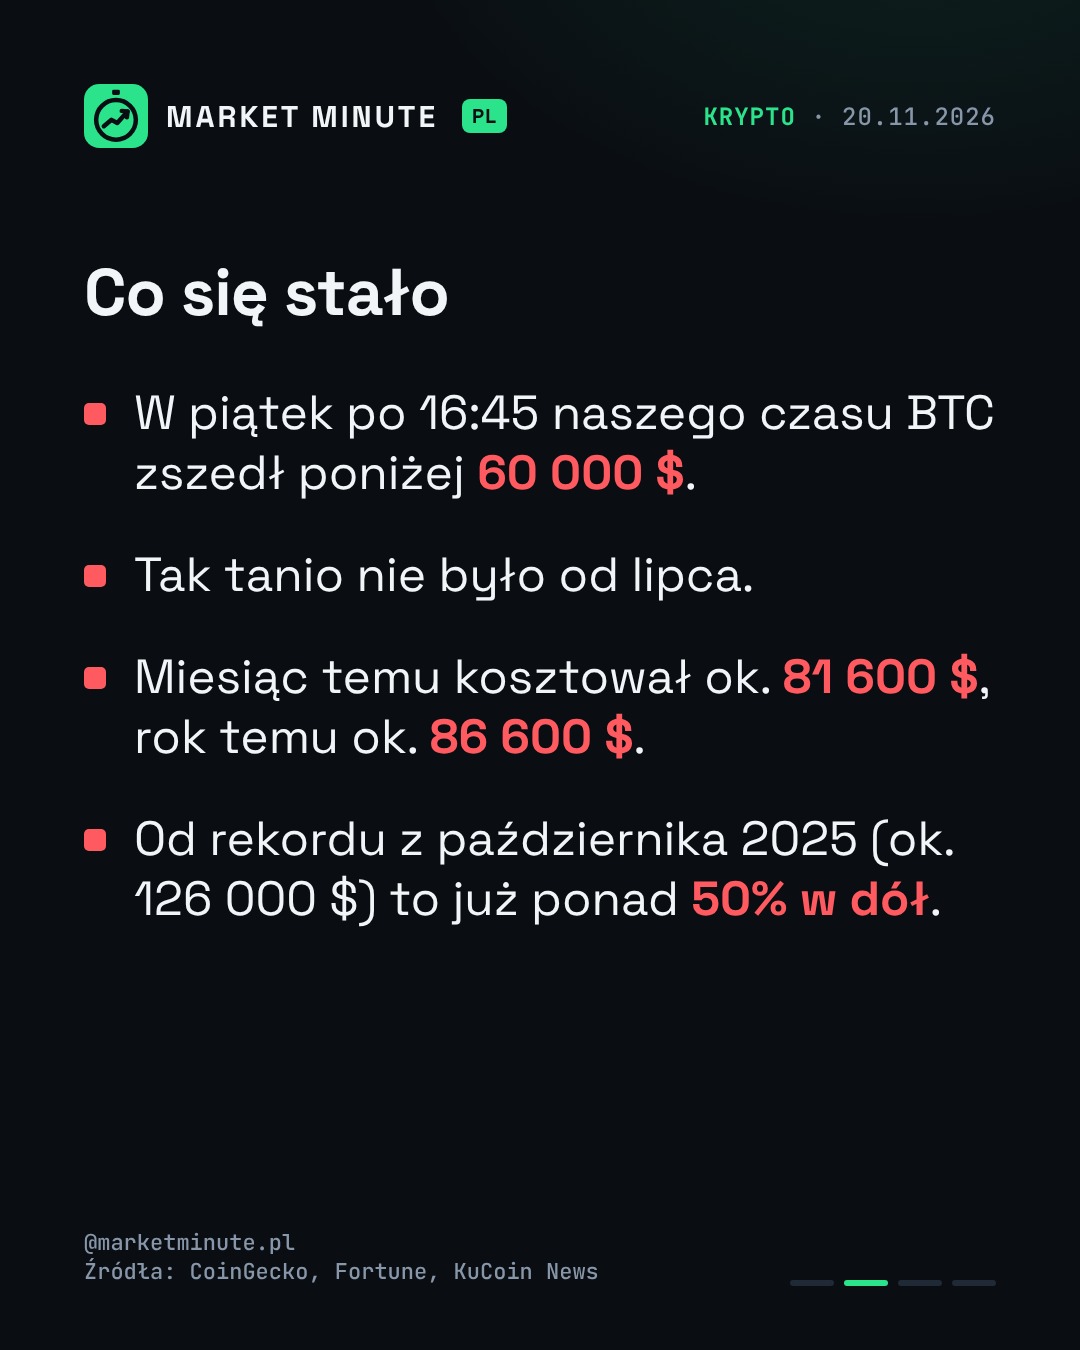 MARKET MINUTE PL
KRYPTO · 20.11.2026
Co się stało
W piątek po 16:45 naszego czasu BTC
zszedł poniżej 60 000 $.
Tak tanio nie było od lipca.
Miesiąc temu kosztował ok. 81 600 $,
rok temu ok. 86 600 $.
Od rekordu z października 2025 (ok.
126 000 $) to już ponad 50% w dół.
@marketminute.pl
Źródła: CoinGecko, Fortune, KuCoin News